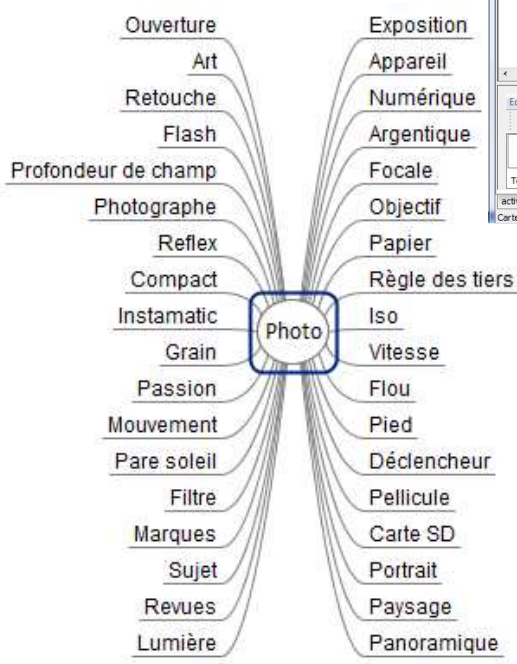 Ouverture
Art
Retouche
Flash
Profondeur de champ
Photographe
Reflex
Compact
Instamatic
Grain
Passion
Mouvement
Pare soleil
Filtre
Marques
Sujet
Revues
Lumière
Photo
Exposition
Appareil
Numérique
Argentique
Focale
Objectif
Papier
Règle des tiers
Iso
Vitesse
Flou
Pied
Déclencheur
Pellicule
Carte SD
Portrait
Paysage
Panoramique
Carte